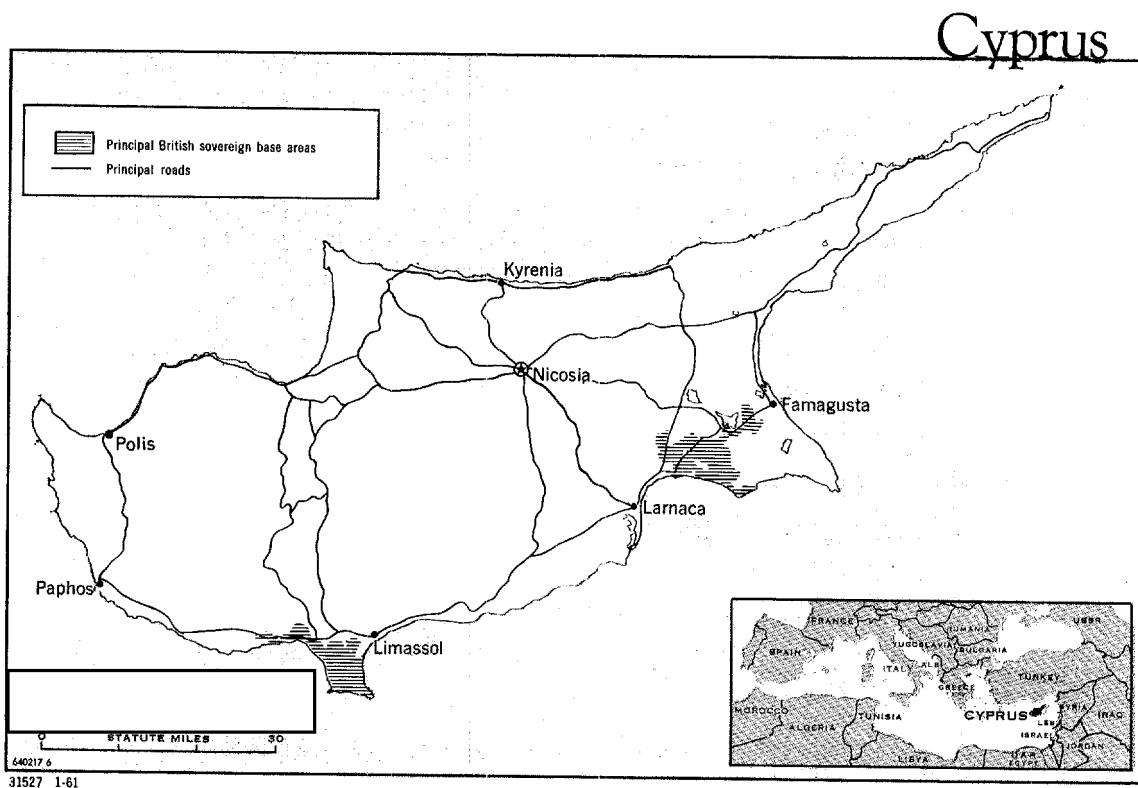 Cyprus
Principal British sovereign base areas
Principal roads
Kyrenia
Nicosia
Famagusta
Polis
Larnaca
Paphos
Limassol
FRANCE
USSR
SPAIN
YUGOSLAVIA
BULGARIA
ITALY
ALB
GREECE
TURKEY
MOROCCO
ALGERIA
TUNISIA
CYPRUS
SYRIA
LEB
IRAQ
ISRAEL
JORDAN
LIBYA
EGYPT
STATUTE MILES
0 30
640217 6
31527 1-61